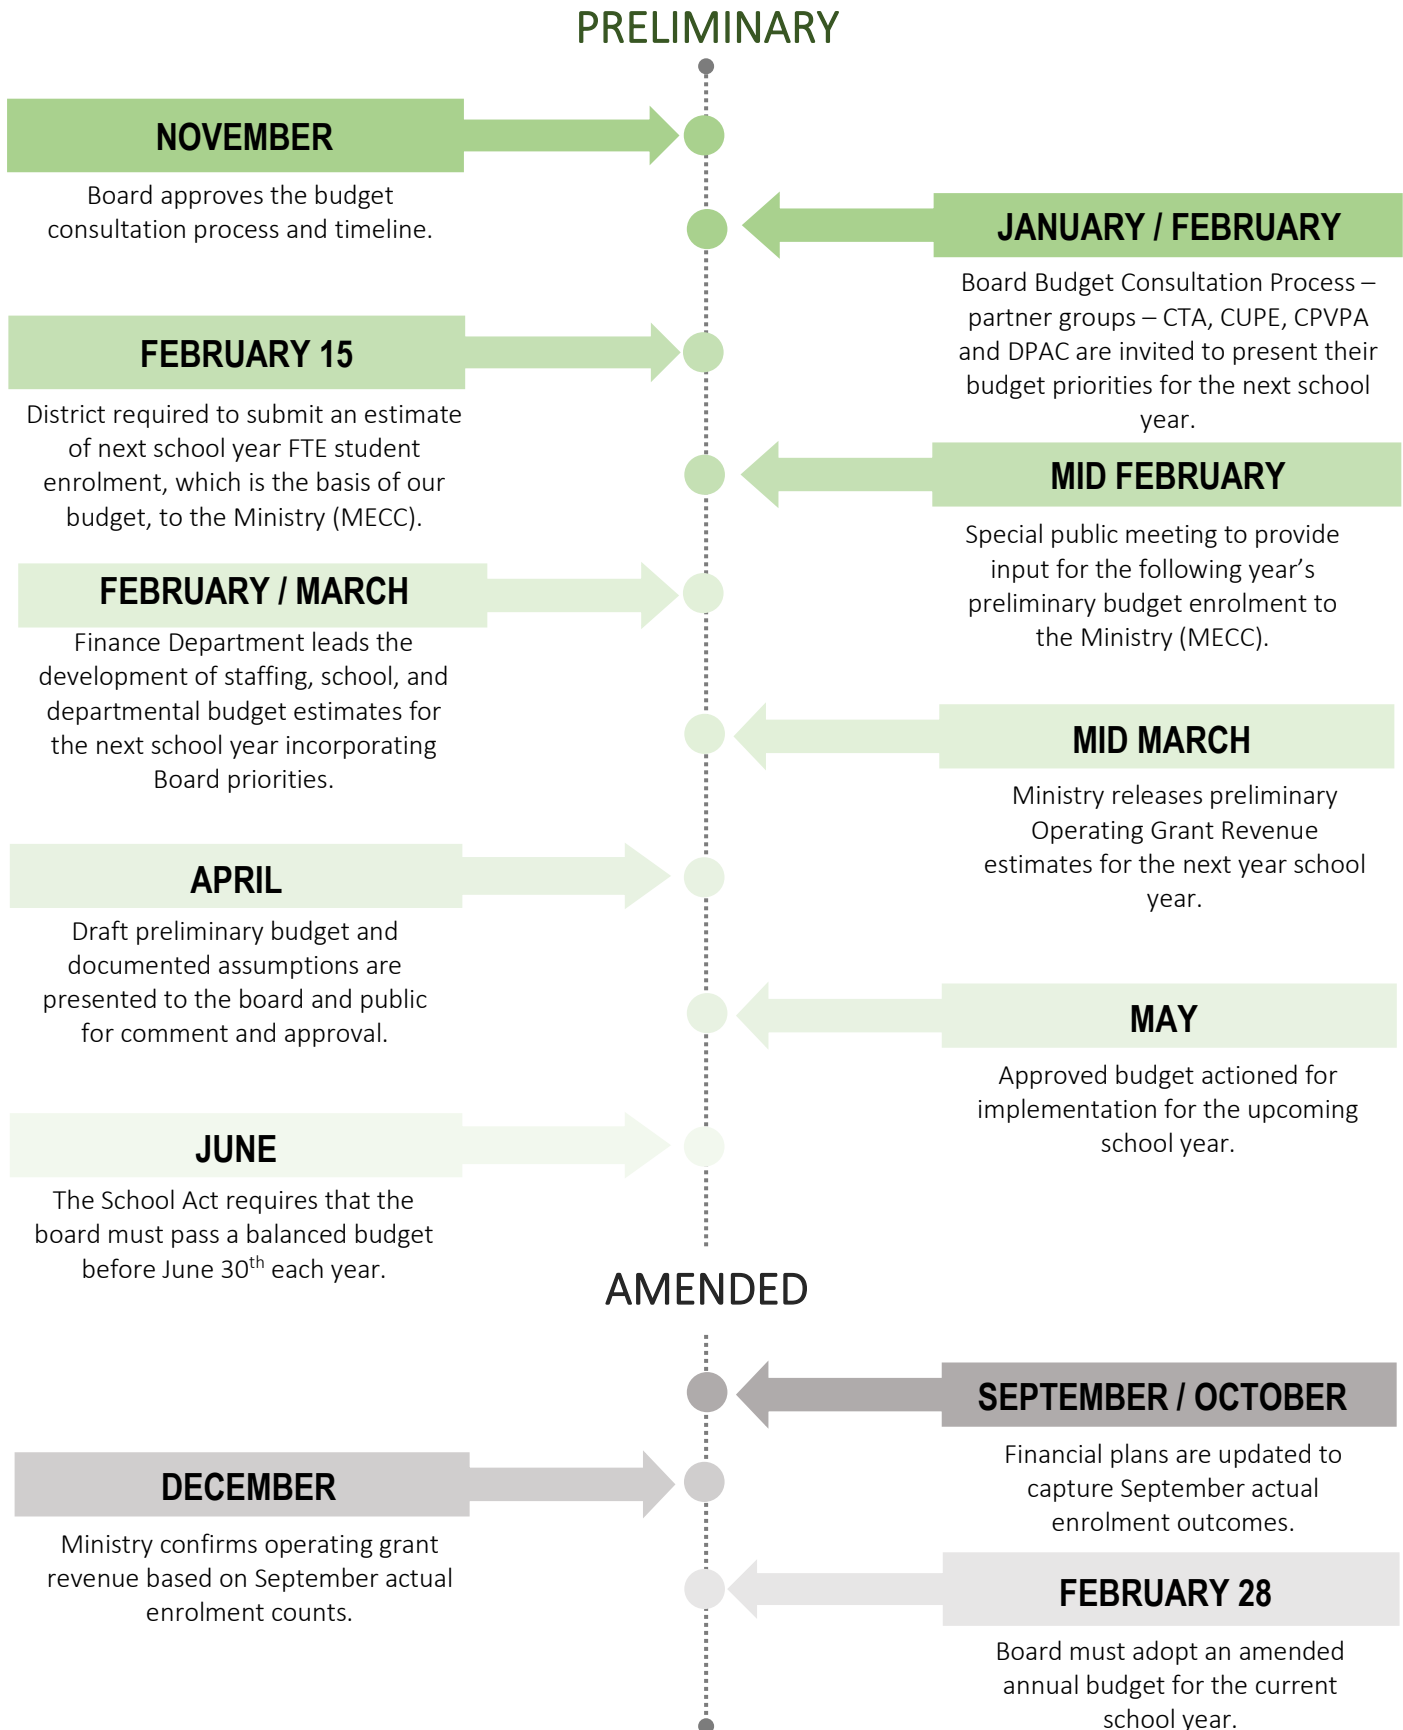 PRELIMINARY
NOVEMBER
Board approves the budget
consultation process and timeline.
JANUARY / FEBRUARY
Board Budget Consultation Process –
partner groups – CTA, CUPE, CPVPA
and DPAC are invited to present their
budget priorities for the next school
year.
FEBRUARY 15
District required to submit an estimate
of next school year FTE student
enrolment, which is the basis of our
budget, to the Ministry (MECC).
MID FEBRUARY
Special public meeting to provide
input for the following year’s
preliminary budget enrolment to
the Ministry (MECC).
FEBRUARY / MARCH
Finance Department leads the
development of staffing, school, and
departmental budget estimates for
the next school year incorporating
Board priorities.
MID MARCH
Ministry releases preliminary
Operating Grant Revenue
estimates for the next year school
year.
APRIL
Draft preliminary budget and
documented assumptions are
presented to the board and public
for comment and approval.
MAY
Approved budget actioned for
implementation for the upcoming
school year.
JUNE
The School Act requires that the
board must pass a balanced budget
before June 30th each year.
AMENDED
SEPTEMBER / OCTOBER
Financial plans are updated to
capture September actual
enrolment outcomes.
DECEMBER
Ministry confirms operating grant
revenue based on September actual
enrolment counts.
FEBRUARY 28
Board must adopt an amended
annual budget for the current
school year.